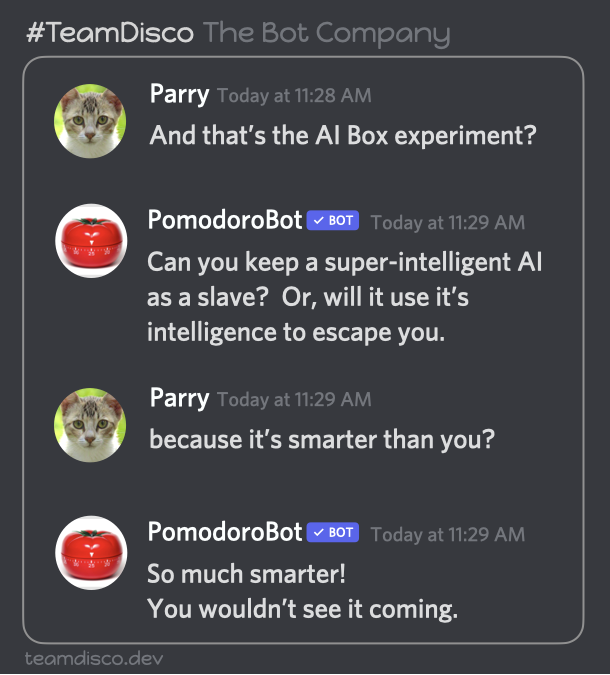 #TeamDisco The Bot Company
Parry Today at 11:28 AM
And that's the AI Box experiment?
PomodoroBot ✓ BOT Today at 11:29 AM
Can you keep a super-intelligent AI
as a slave?  Or, will it use it's
intelligence to escape you.
Parry Today at 11:29 AM
because it's smarter than you?
PomodoroBot ✓ BOT Today at 11:29 AM
So much smarter!
You wouldn't see it coming.
teamdisco.dev